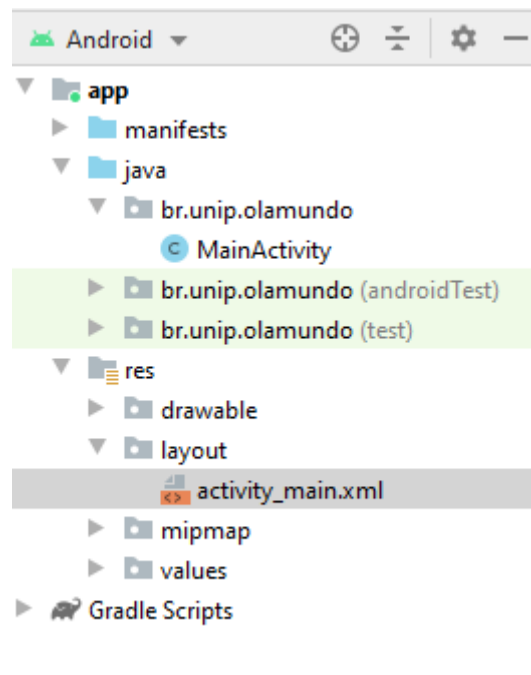 Android
app
manifests
java
br.unip.olamundo
C MainActivity
br.unip.olamundo (androidTest)
br.unip.olamundo (test)
res
drawable
layout
activity_main.xml
mipmap
values
Gradle Scripts